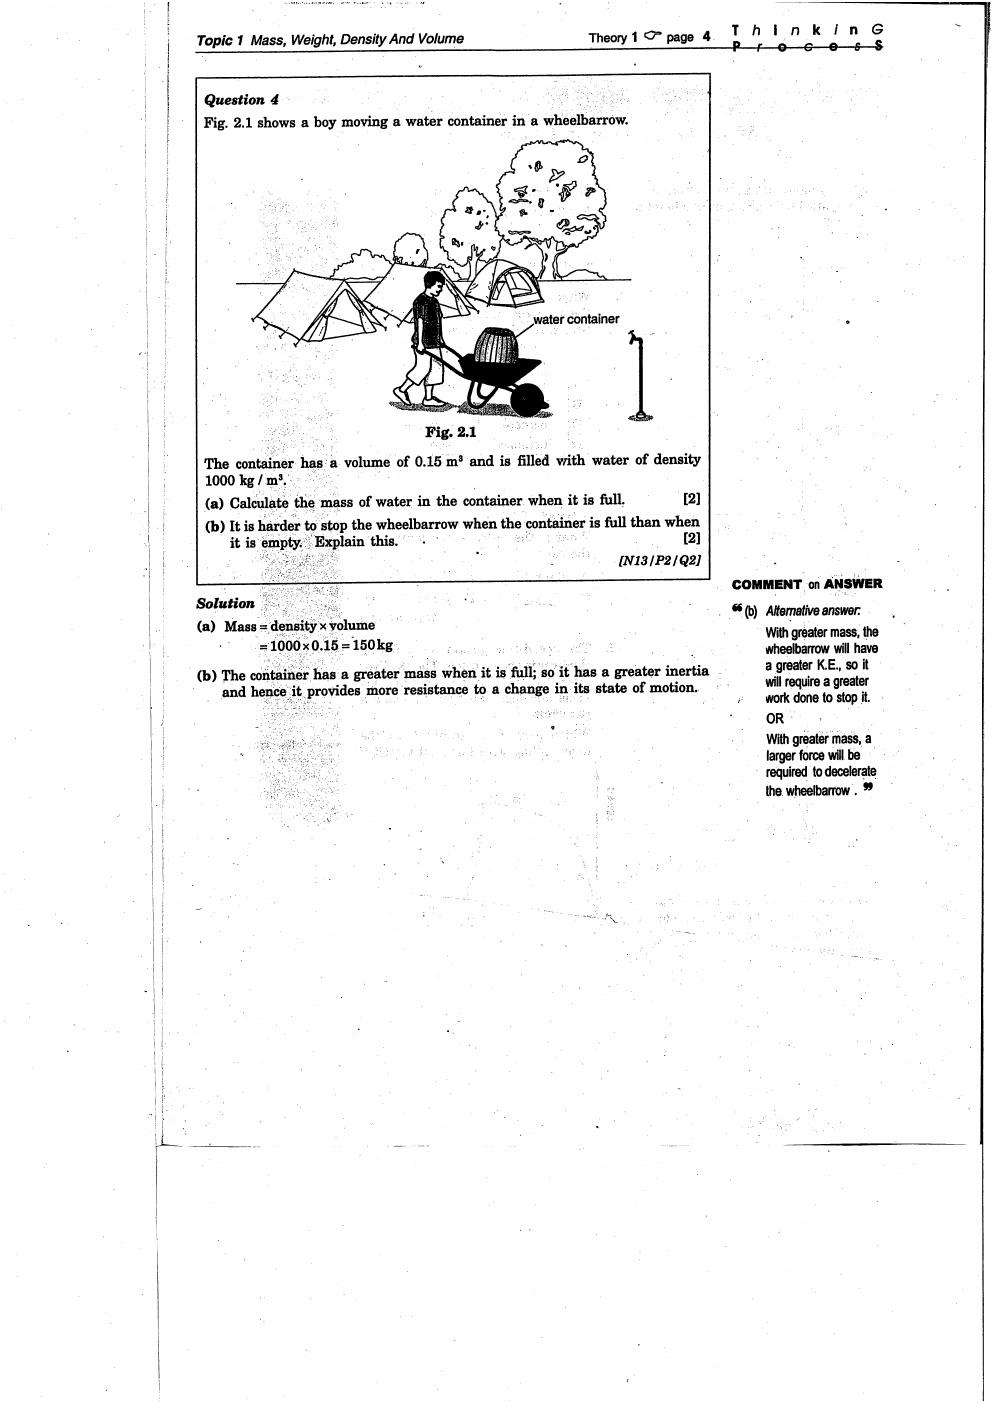 Topic 1 Mass, Weight, Density And Volume
Theory 1 ☞ page 4
ThInkinG
ProcesS
Question 4
Fig. 2.1 shows a boy moving a water container in a wheelbarrow.
water container
Fig. 2.1
The container has a volume of 0.15 m³ and is filled with water of density
1000 kg / m³.
(a) Calculate the mass of water in the container when it is full. [2]
(b) It is harder to stop the wheelbarrow when the container is full than when
it is empty. Explain this. [2]
[N13/P2/Q2]
Solution
(a) Mass = density × volume
= 1000 × 0.15 = 150 kg
(b) The container has a greater mass when it is full; so it has a greater inertia
and hence it provides more resistance to a change in its state of motion.
COMMENT on ANSWER
❝ (b) Alternative answer:
With greater mass, the
wheelbarrow will have
a greater K.E., so it
will require a greater
work done to stop it.
OR
With greater mass, a
larger force will be
required to decelerate
the wheelbarrow . ❞